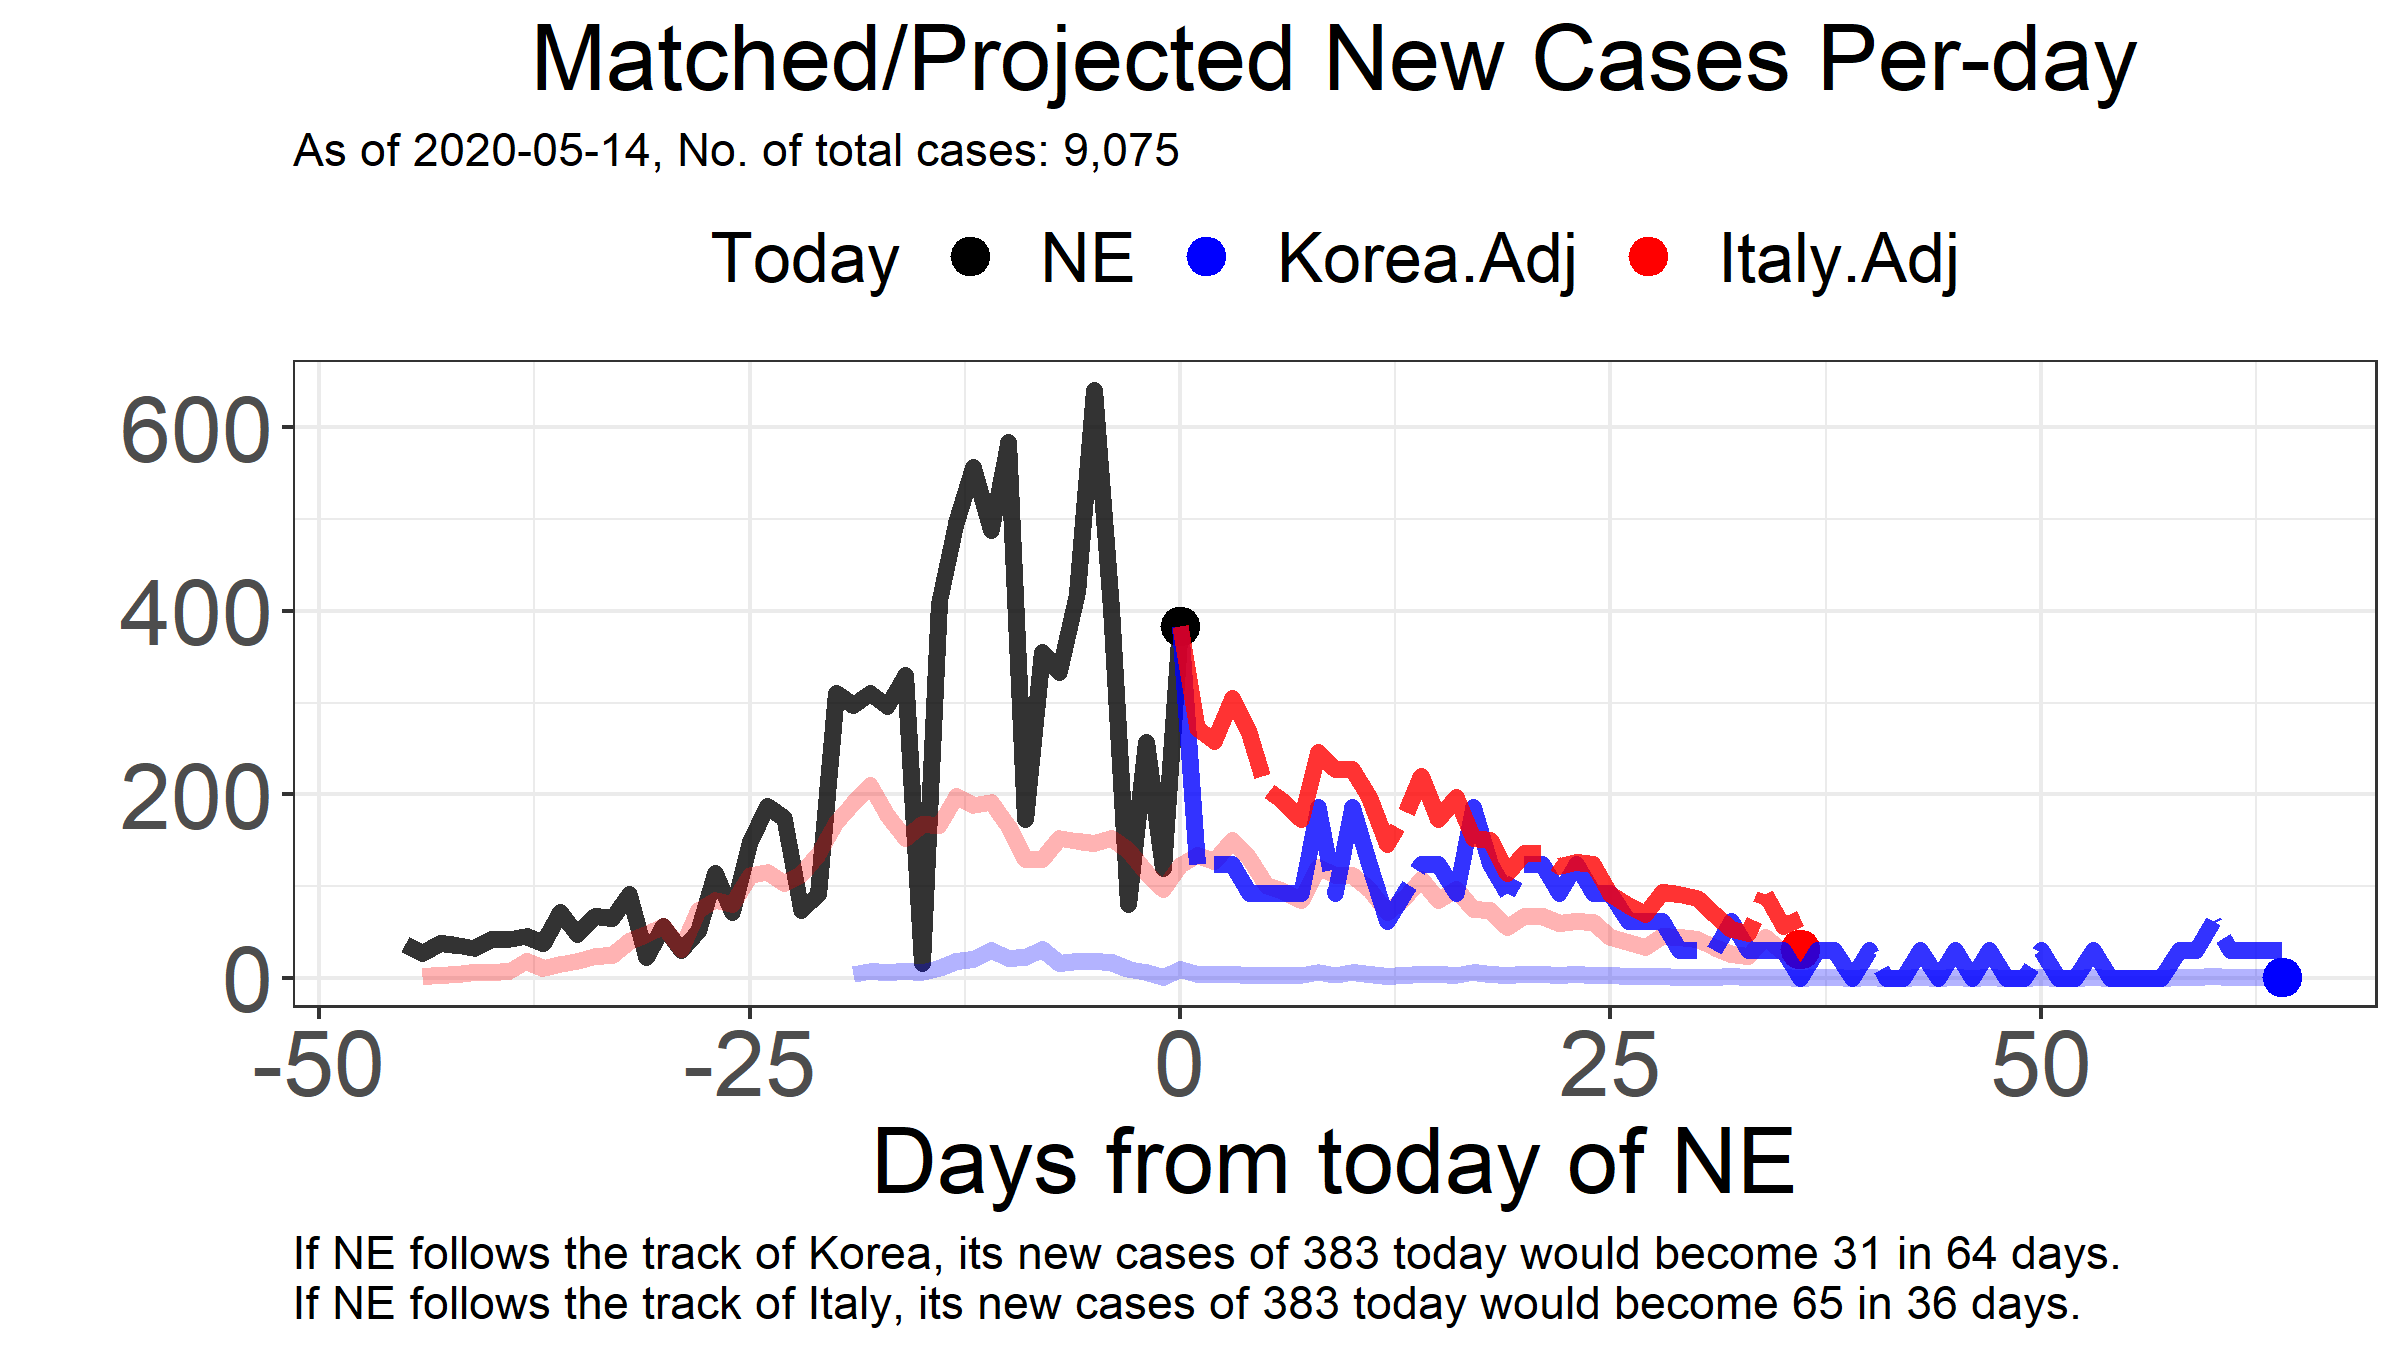 Matched/Projected New Cases Per-day
As of 2020-05-14, No. of total cases: 9,075
Today NE Korea.Adj Italy.Adj
600
400
200
0
-50 -25 0 25 50
Days from today of NE
If NE follows the track of Korea, its new cases of 383 today would become 31 in 64 days.
If NE follows the track of Italy, its new cases of 383 today would become 65 in 36 days.